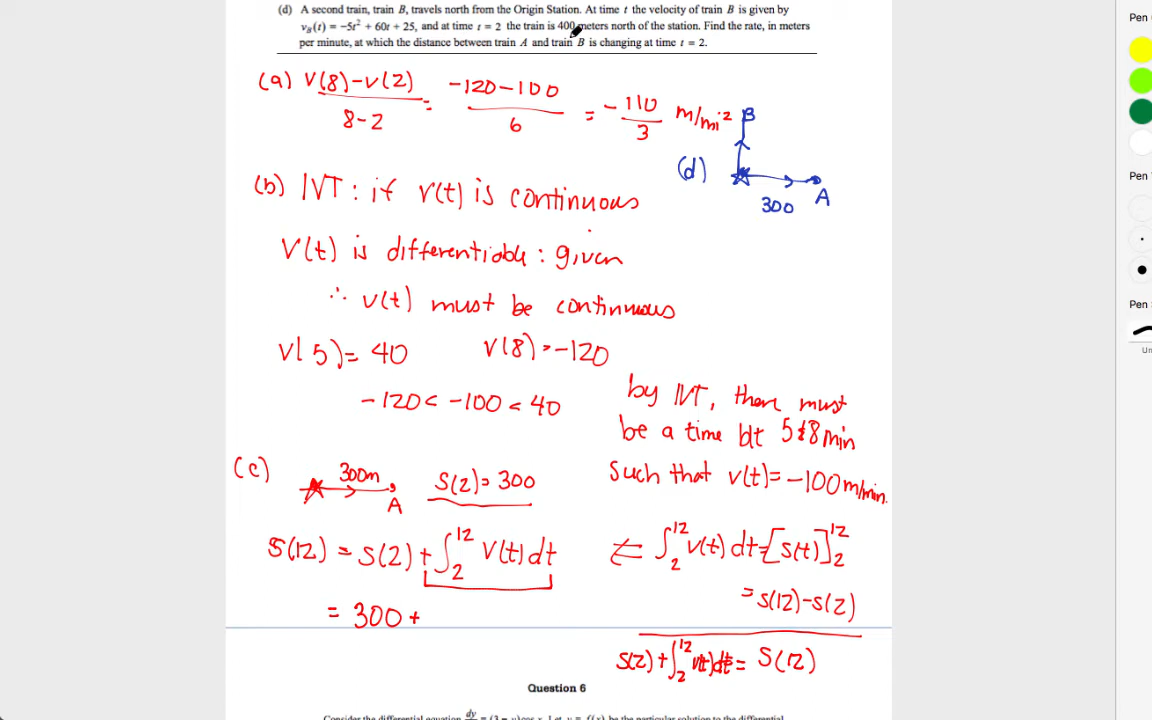 (d) A second train, train B, travels north from the Origin Station. At time t the velocity of train B is given by
v_B(t) = −5t² + 60t + 25, and at time t = 2 the train is 400 meters north of the station. Find the rate, in meters
per minute, at which the distance between train A and train B is changing at time t = 2.
(a) V(8)-v(2) / 8-2 = -120-100 / 6 = -110/3 m/mi²
B
(d)
300 A
(b) IVT: if v(t) is continuous
V(t) is differentiable: given
∴ v(t) must be continuous
V(5)= 40 V(8)=-120
-120 < -100 < 40
by IVT, there must
be a time bt 5&8 min
such that v(t)=-100 m/min.
(c) 300m A S(2)=300
S(12) = S(2) + ∫₂¹² V(t)dt
= 300 +
∫₂¹² v(t) dt = [S(t)]₂¹²
= S(12)-S(2)
S(2) + ∫₂¹² v(t)dt = S(12)
Question 6
Pen
Pen
Pen